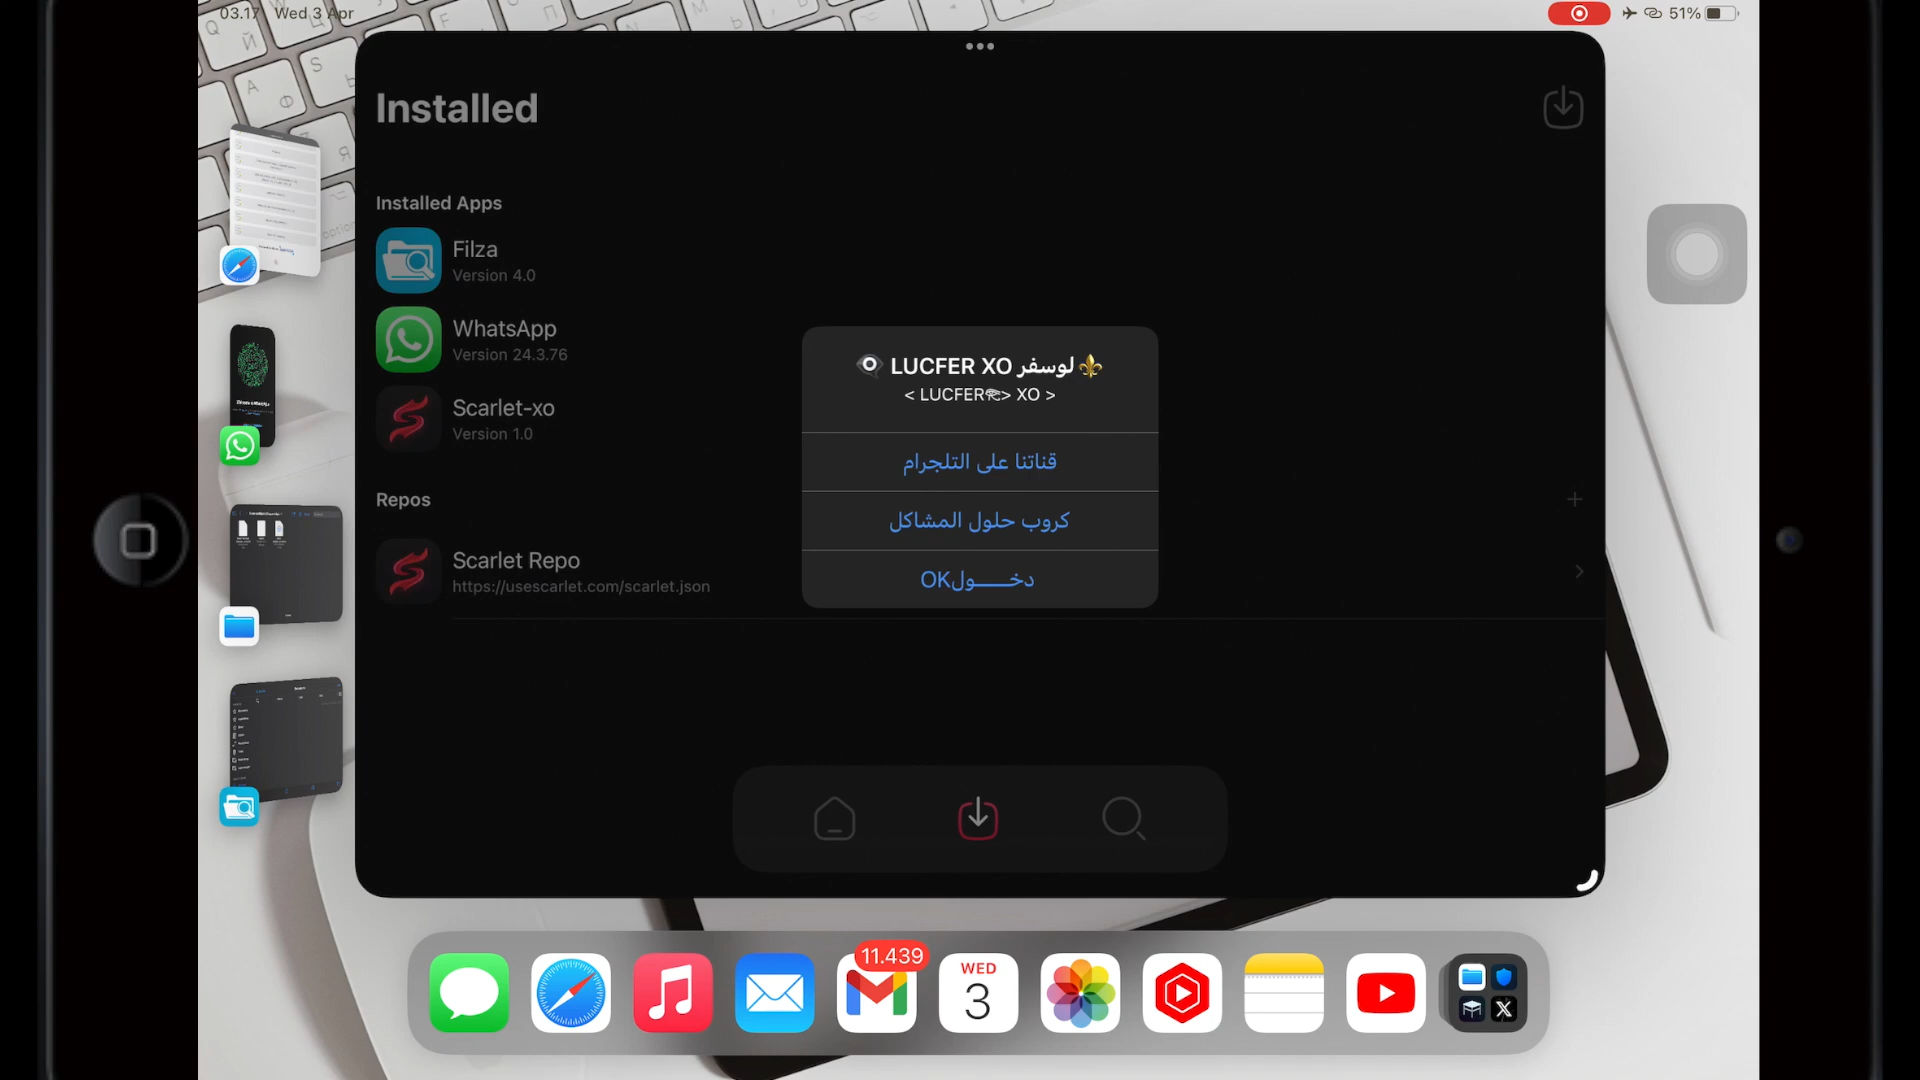 03.17 Wed 3 Apr
51%
Installed
Installed Apps
Filza
Version 4.0
WhatsApp
Version 24.3.76
Scarlet-xo
Version 1.0
Repos
Scarlet Repo
https://usescarlet.com/scarlet.json
👁‍🗨 LUCFER XO لوسفر ⚜️
< LUCFER𓂀> XO >
قناتنا على التلجرام
كروب حلول المشاكل
دخـــــولOK
11.439
WED
3